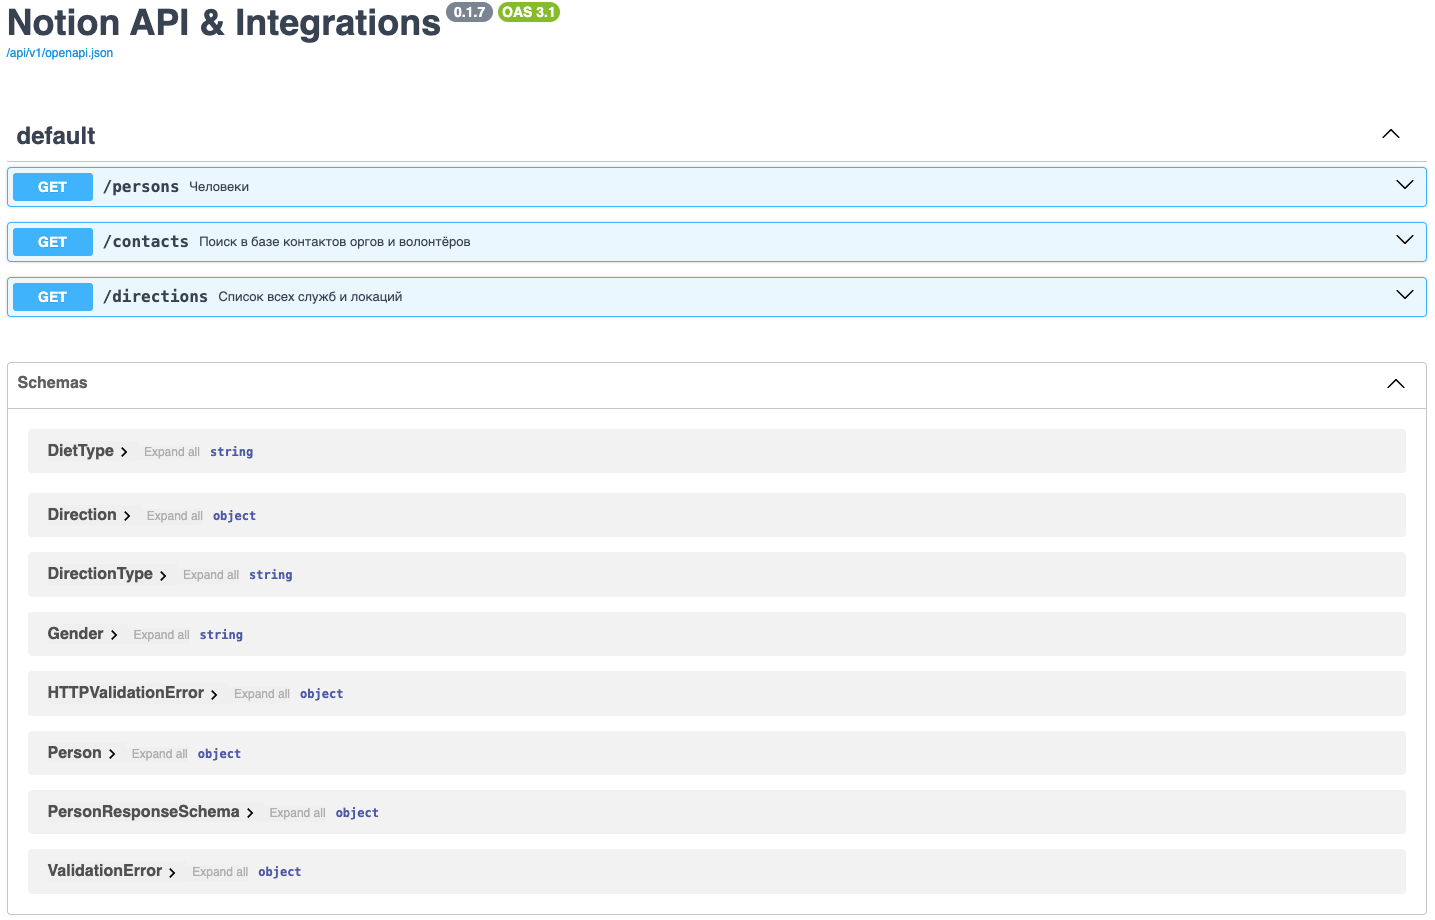 Notion API & Integrations 0.1.7 OAS 3.1
/api/v1/openapi.json
default
GET /persons Человеки
GET /contacts Поиск в базе контактов оргов и волонтёров
GET /directions Список всех служб и локаций
Schemas
DietType Expand all string
Direction Expand all object
DirectionType Expand all string
Gender Expand all string
HTTPValidationError Expand all object
Person Expand all object
PersonResponseSchema Expand all object
ValidationError Expand all object